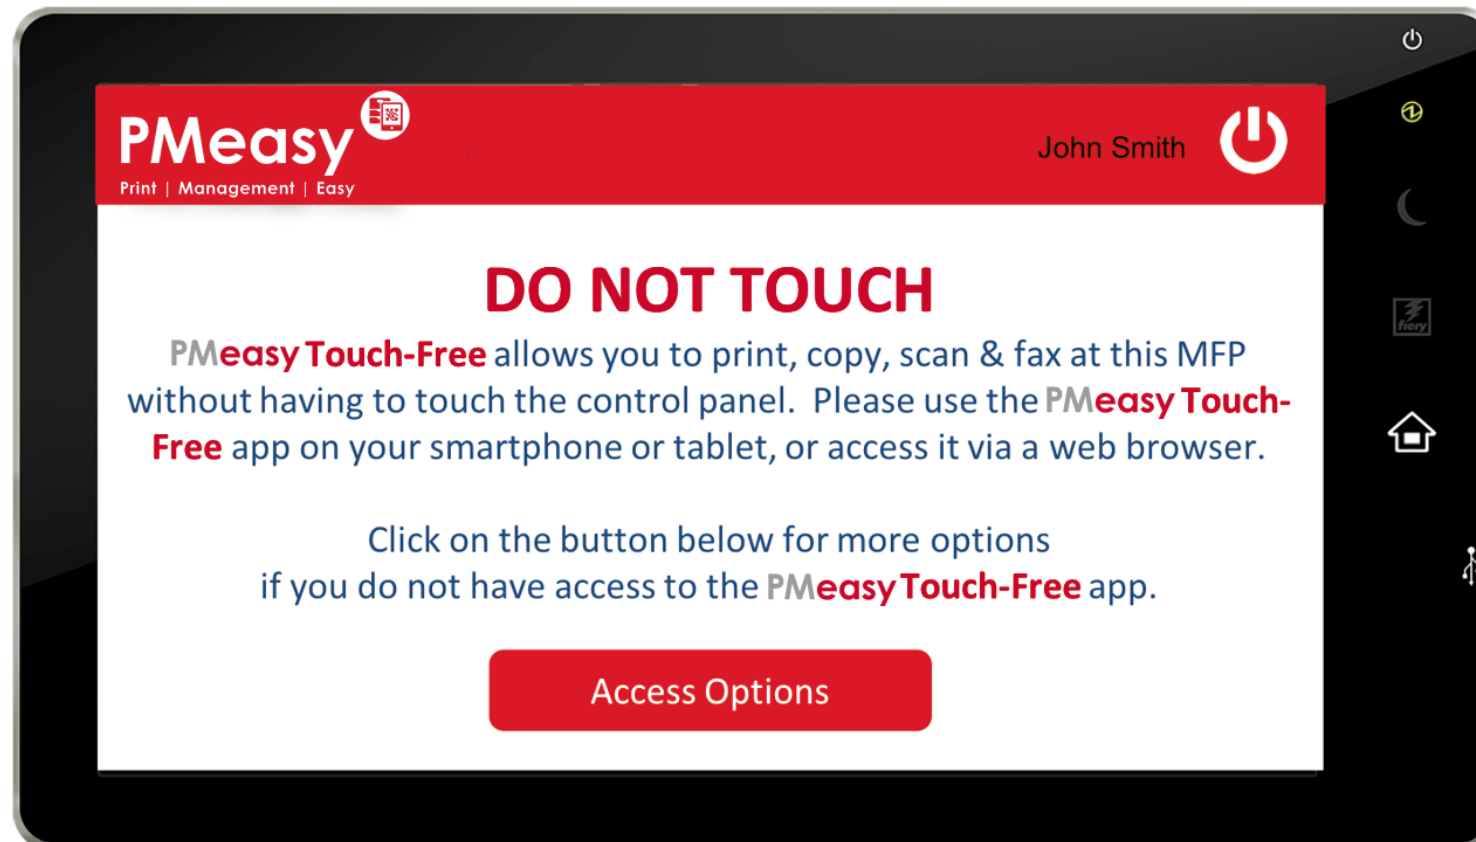 PMeasy
Print | Management | Easy
John Smith
DO NOT TOUCH
PMeasy Touch-Free allows you to print, copy, scan & fax at this MFP
without having to touch the control panel.  Please use the PMeasy Touch-
Free app on your smartphone or tablet, or access it via a web browser.
Click on the button below for more options
if you do not have access to the PMeasy Touch-Free app.
Access Options
fiery